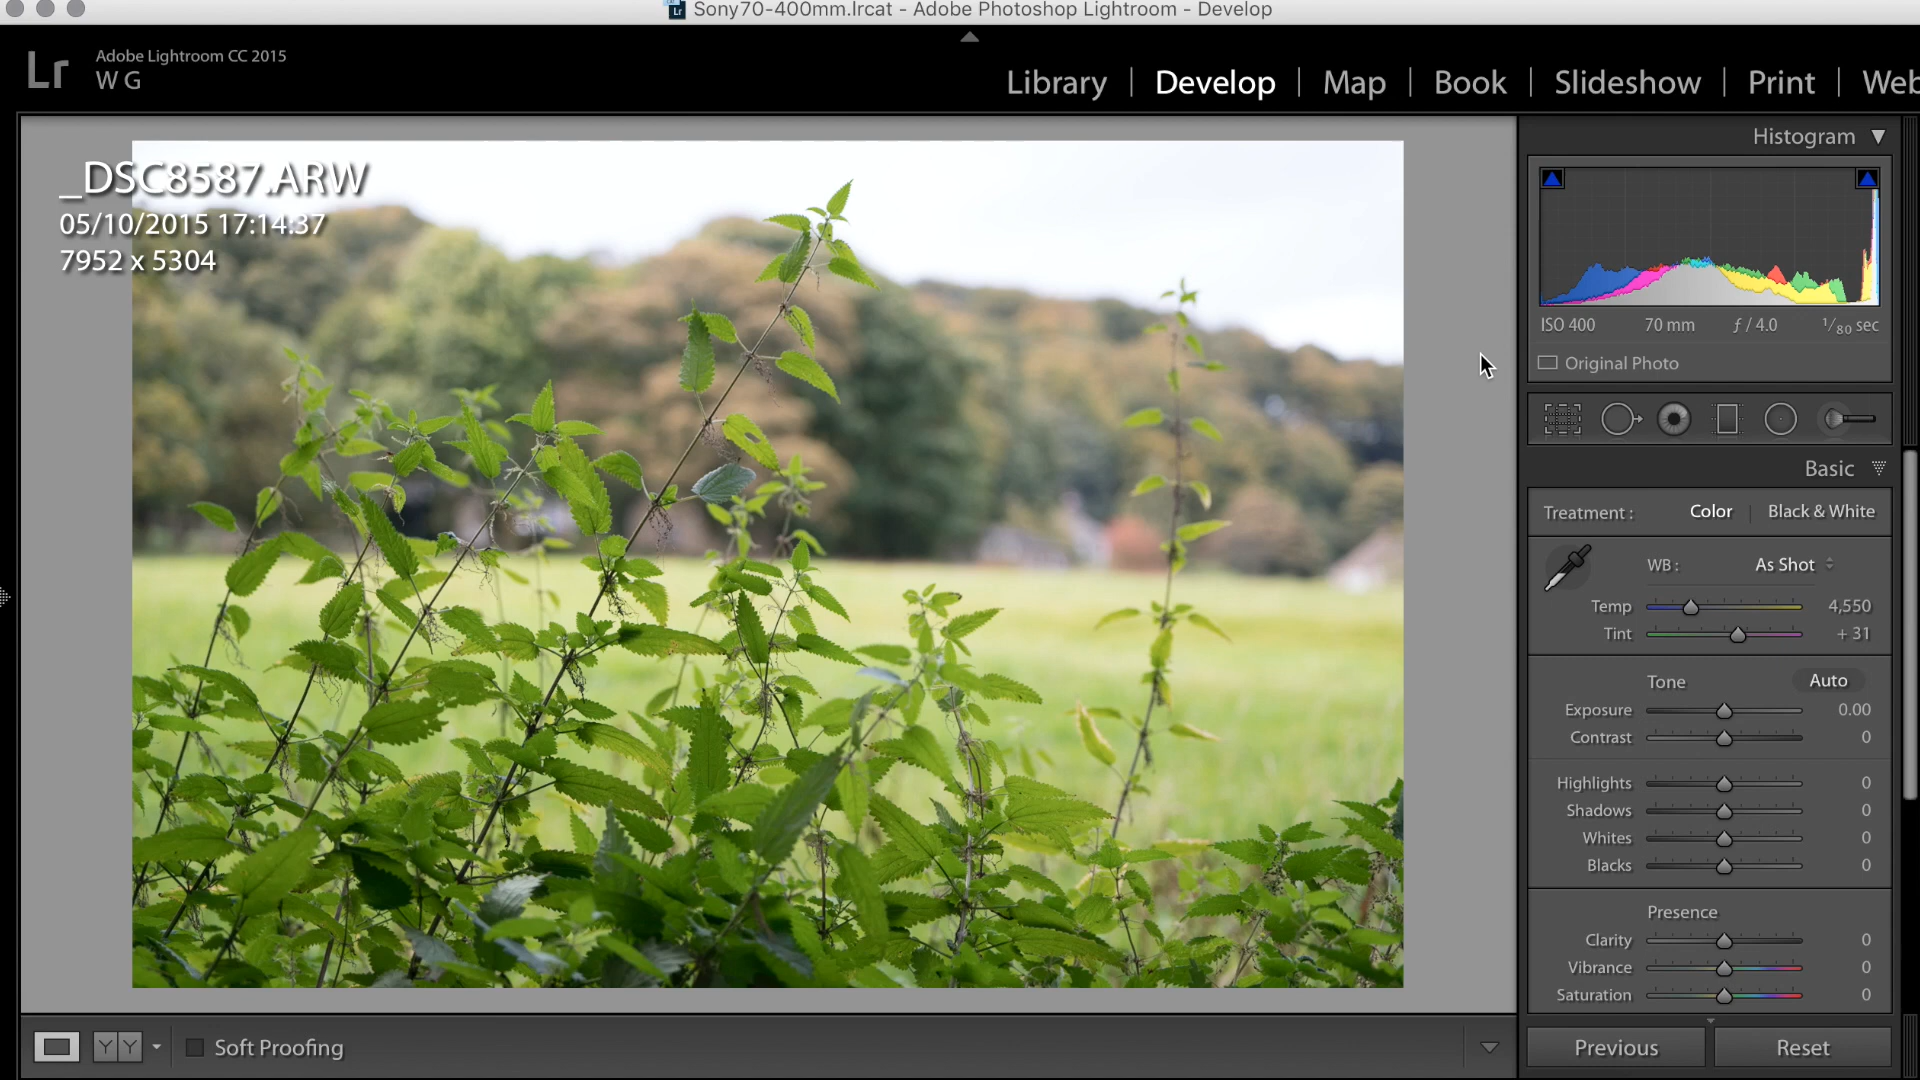 Sony70-400mm.lrcat - Adobe Photoshop Lightroom - Develop
Lr
Adobe Lightroom CC 2015
W G
Library | Develop | Map | Book | Slideshow | Print | Web
_DSC8587.ARW
05/10/2015 17:14:37
7952 x 5304
Histogram
ISO 400 70 mm ƒ / 4.0 1/80 sec
Original Photo
Basic
Treatment : Color | Black & White
WB : As Shot
Temp 4,550
Tint + 31
Tone Auto
Exposure 0.00
Contrast 0
Highlights 0
Shadows 0
Whites 0
Blacks 0
Presence
Clarity 0
Vibrance 0
Saturation 0
Y Y
Soft Proofing
Previous
Reset